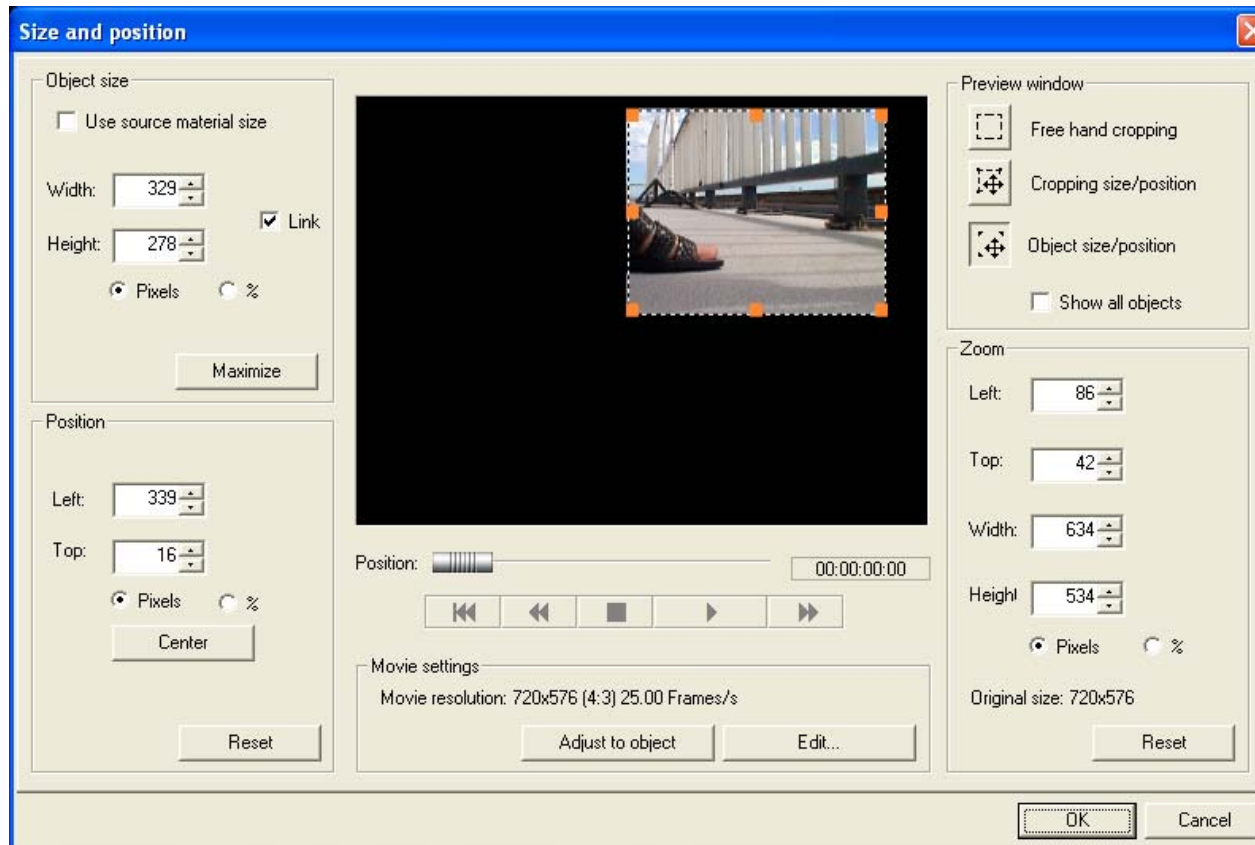 Size and position
Object size
Use source material size
Width: 329
Link
Height: 278
Pixels %
Maximize
Position
Left: 339
Top: 16
Pixels %
Center
Reset
Position: 00:00:00:00
Movie settings
Movie resolution: 720x576 (4:3) 25.00 Frames/s
Adjust to object Edit...
Preview window
Free hand cropping
Cropping size/position
Object size/position
Show all objects
Zoom
Left: 86
Top: 42
Width: 634
Height 534
Pixels %
Original size: 720x576
Reset
OK Cancel